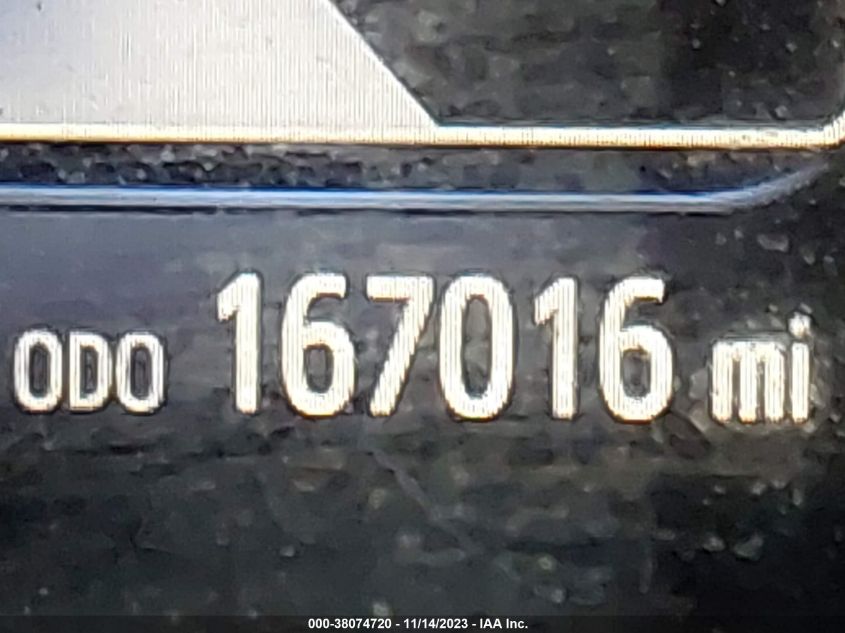 ODO 167016 mi
000-38074720 - 11/14/2023 - IAA Inc.